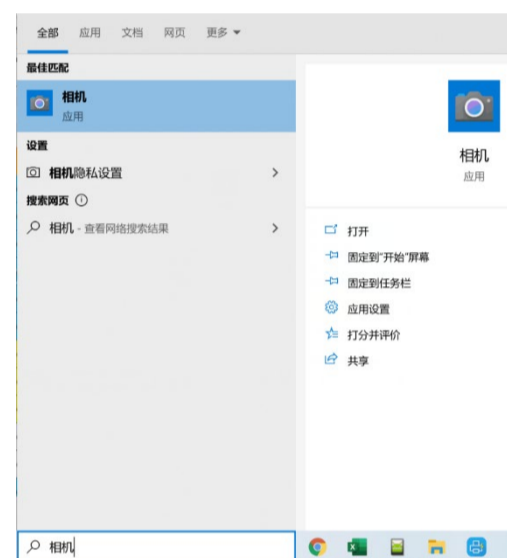 全部 应用 文档 网页 更多
最佳匹配
相机
应用
设置
相机隐私设置
搜索网页
相机 - 查看网络搜索结果
相机
应用
打开
固定到"开始"屏幕
固定到任务栏
应用设置
打分并评价
共享
相机